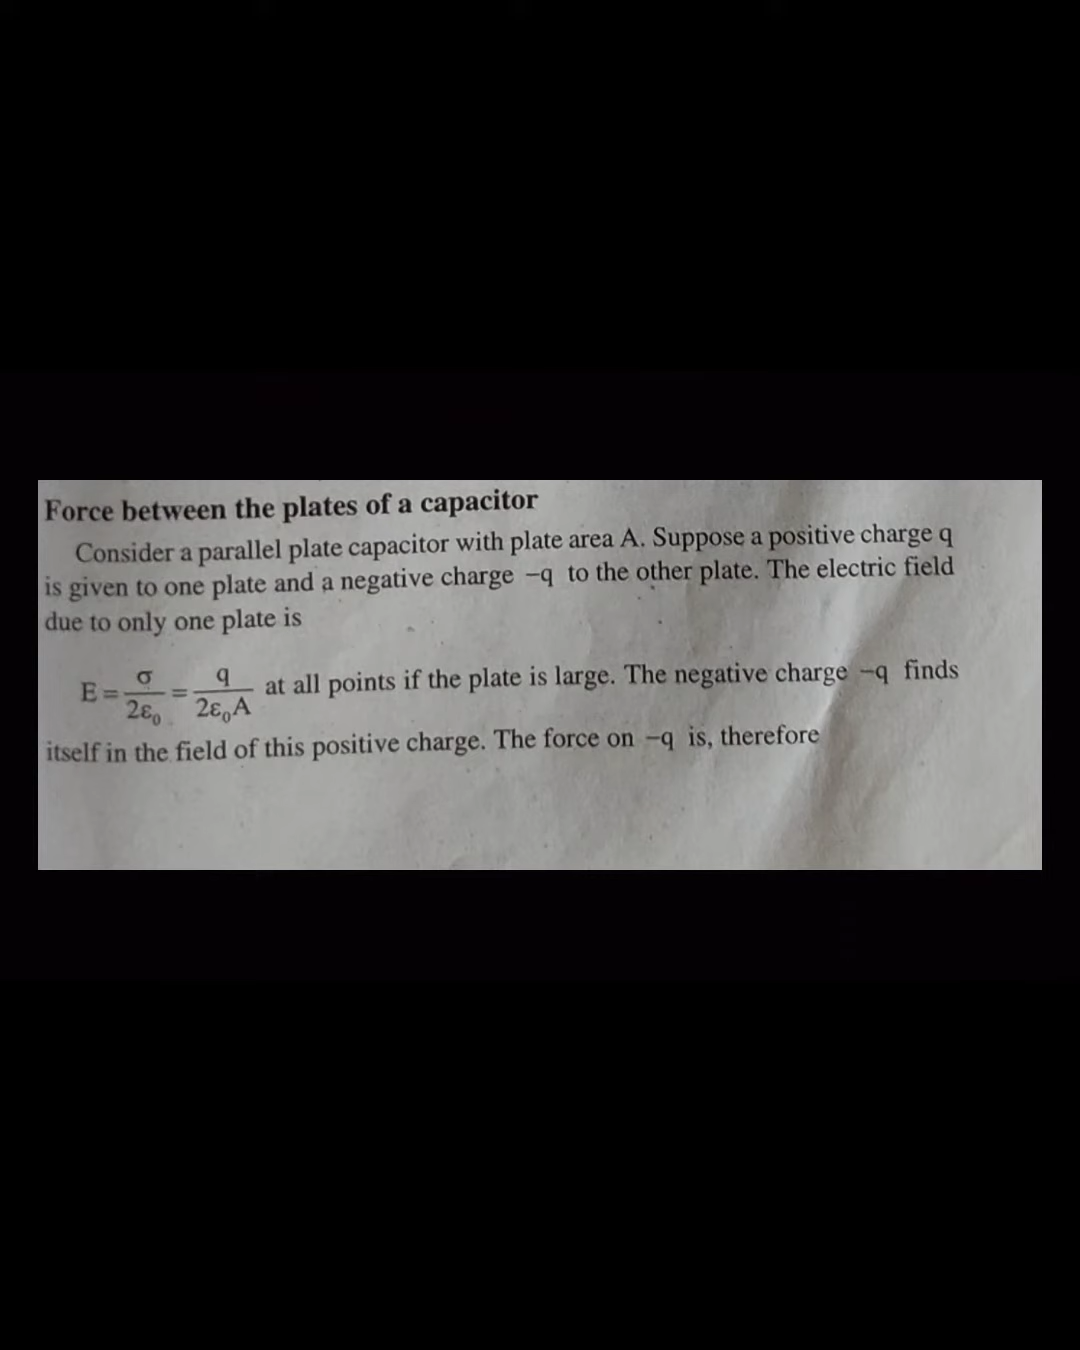 Force between the plates of a capacitor
Consider a parallel plate capacitor with plate area A. Suppose a positive charge q
is given to one plate and a negative charge −q to the other plate. The electric field
due to only one plate is
E = σ/2ε₀ = q/2ε₀A at all points if the plate is large. The negative charge −q finds
itself in the field of this positive charge. The force on −q is, therefore